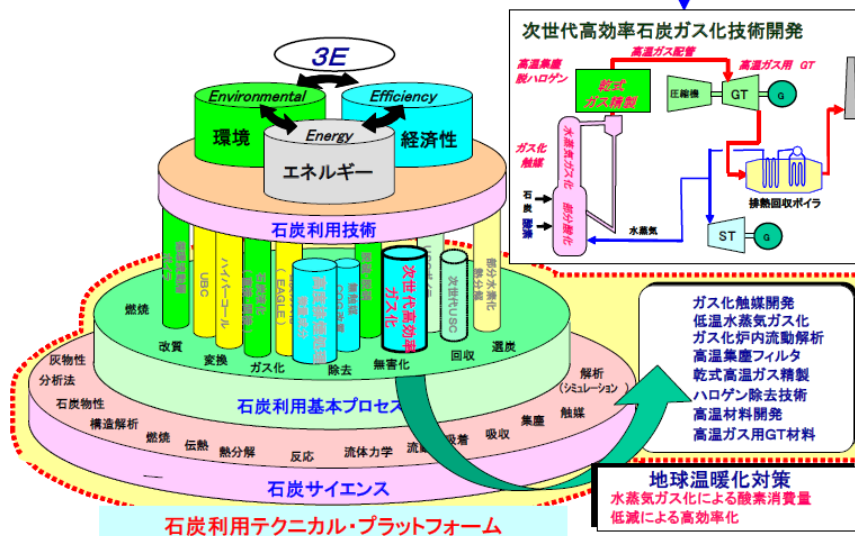 3E
Environmental
環境
Efficiency
経済性
Energy
エネルギー
石炭利用技術
UBC
ハイパーコール
(EAGLE)
次世代高効率
ガス化
次世代USC
部分水素化
熱分解
燃焼
改質
変換
ガス化
除去
無害化
回収
選炭
石炭利用基本プロセス
灰物性
分析法
石炭物性
構造解析
燃焼
伝熱
熱分解
反応
流体力学
吸着
吸収
集塵
触媒
解析
(シミュレーション)
石炭サイエンス
石炭利用テクニカル・プラットフォーム
次世代高効率石炭ガス化技術開発
高温集塵
脱ハロゲン
高温ガス配管
高温ガス用 GT
乾式
ガス精製
圧縮機
GT
G
ガス化
触媒
水蒸気ガス化
部分酸化
石炭
酸素
水蒸気
排熱回収ボイラ
ST
G
ガス化触媒開発
低温水蒸気ガス化
ガス化炉内流動解析
高温集塵フィルタ
乾式高温ガス精製
ハロゲン除去技術
高温材料開発
高温ガス用GT材料
地球温暖化対策
水蒸気ガス化による酸素消費量
低減による高効率化